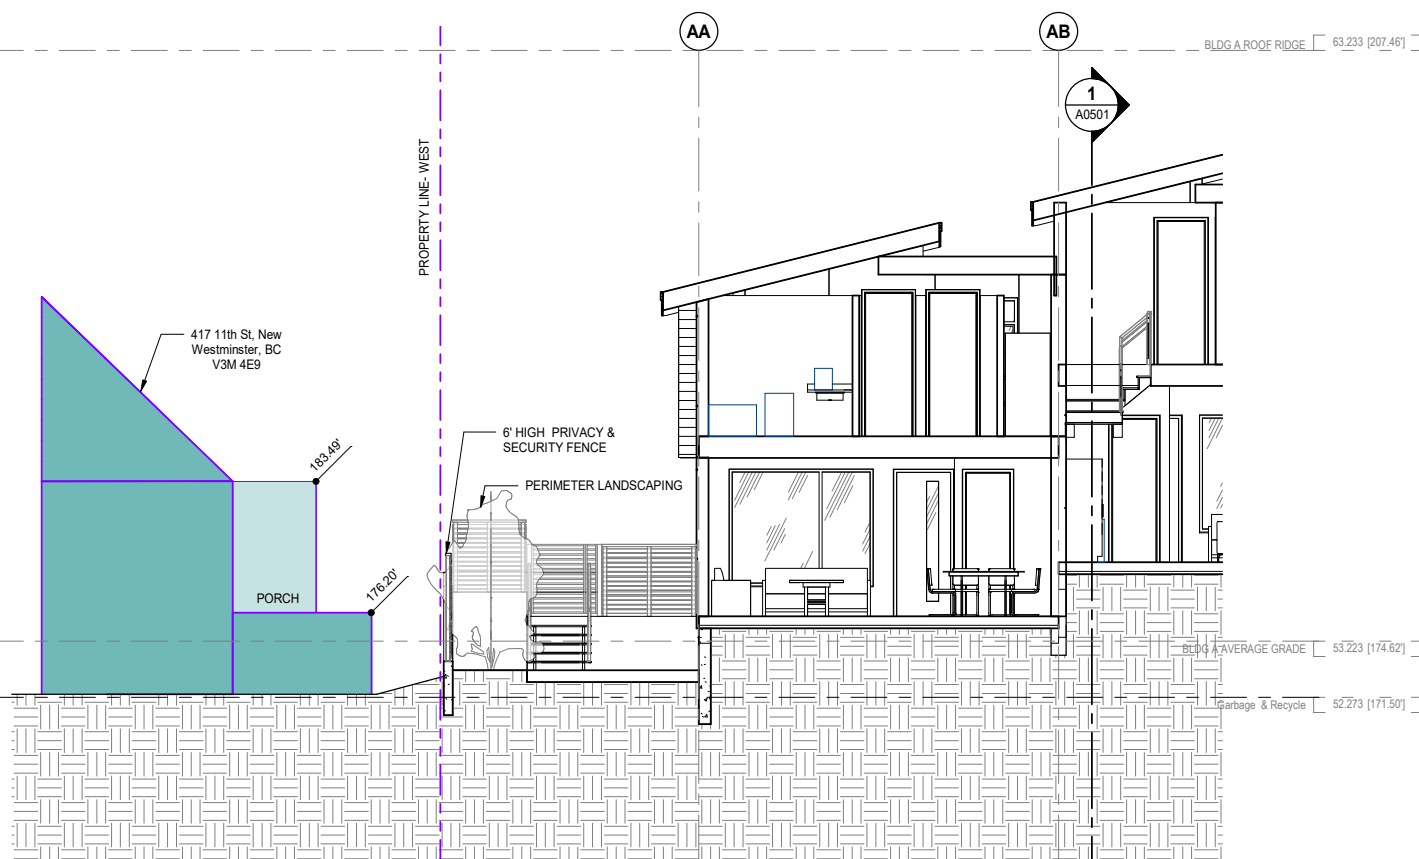 AA
AB
BLDG A ROOF RIDGE 63.233 [207.46']
1
A0501
PROPERTY LINE- WEST
417 11th St, New
Westminster, BC
V3M 4E9
6' HIGH PRIVACY &
SECURITY FENCE
183.49'
PERIMETER LANDSCAPING
176.20'
PORCH
BLDG A AVERAGE GRADE 53.223 [174.62']
Garbage & Recycle 52.273 [171.50']